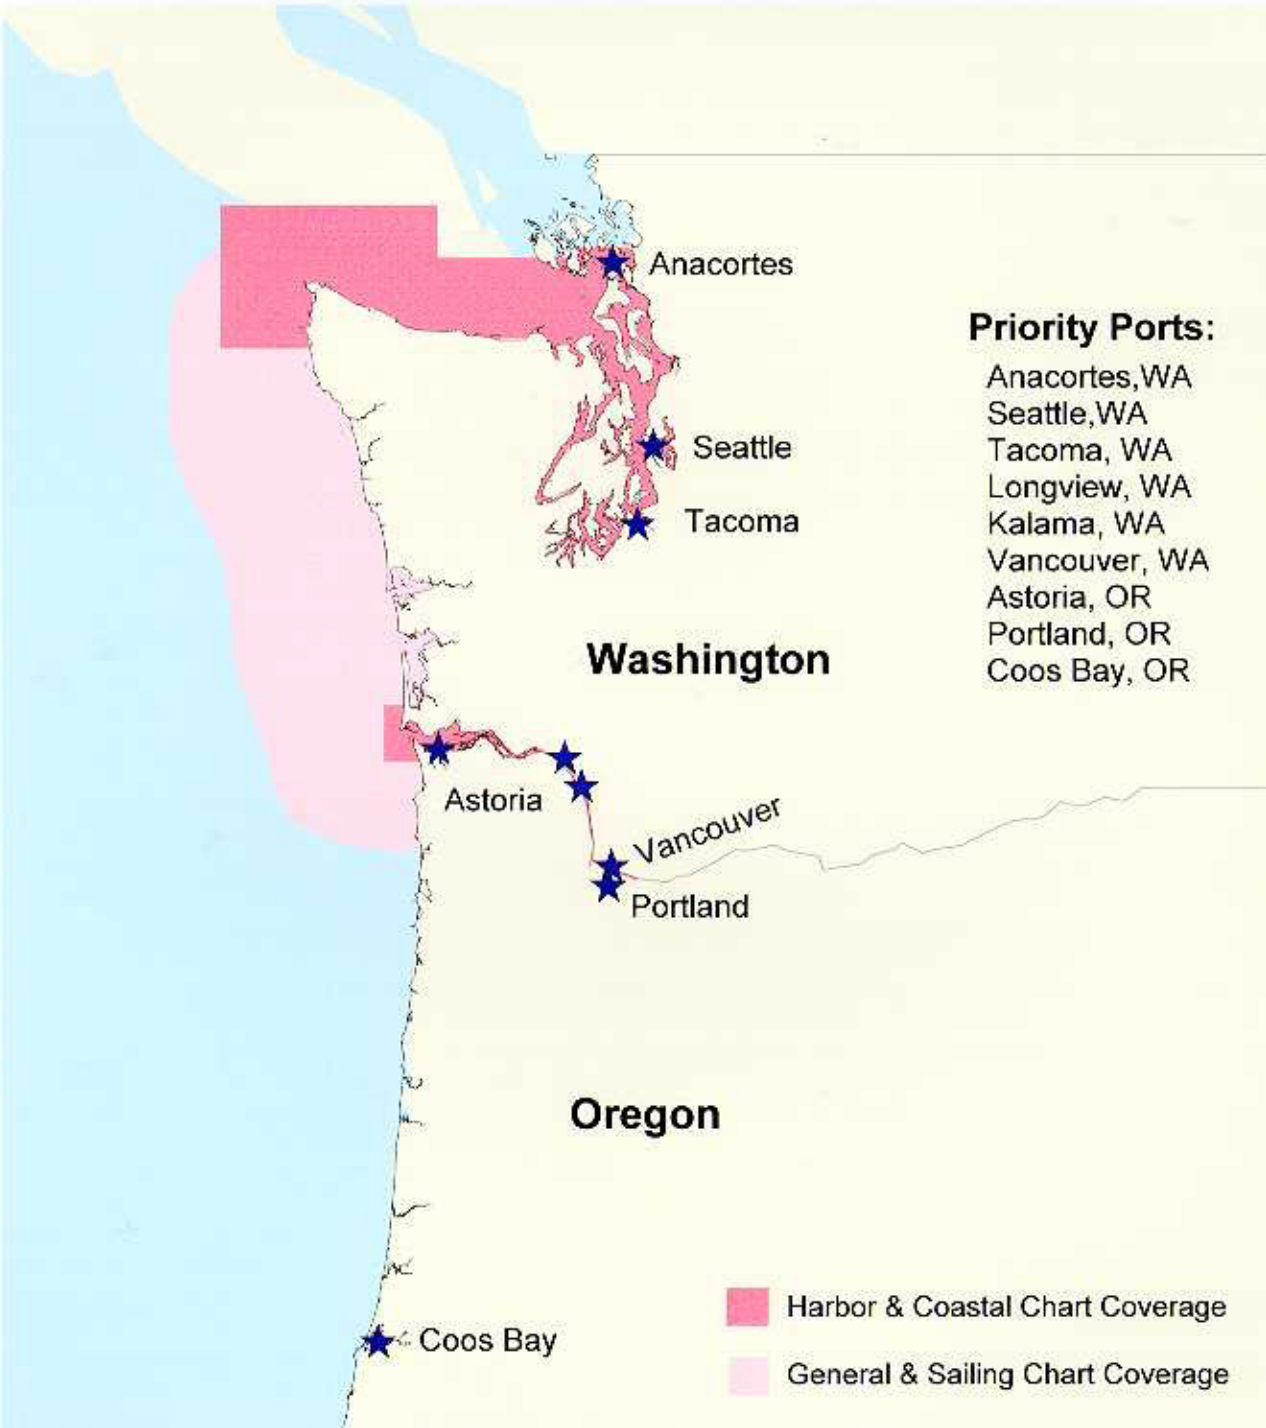 Anacortes
Priority Ports:
Anacortes,WA
Seattle,WA
Tacoma, WA
Longview, WA
Kalama, WA
Vancouver, WA
Astoria, OR
Portland, OR
Coos Bay, OR
Seattle
Tacoma
Washington
Astoria
Vancouver
Portland
Oregon
Coos Bay
Harbor & Coastal Chart Coverage
General & Sailing Chart Coverage